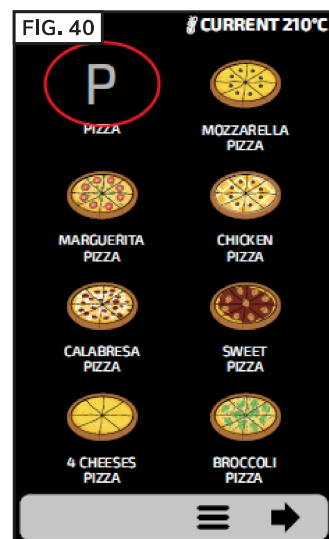 FIG. 40
CURRENT 210°C
P
PIZZA
MOZZARELLA
PIZZA
MARGUERITA
PIZZA
CHICKEN
PIZZA
CALABRESA
PIZZA
SWEET
PIZZA
4 CHEESES
PIZZA
BROCCOLI
PIZZA